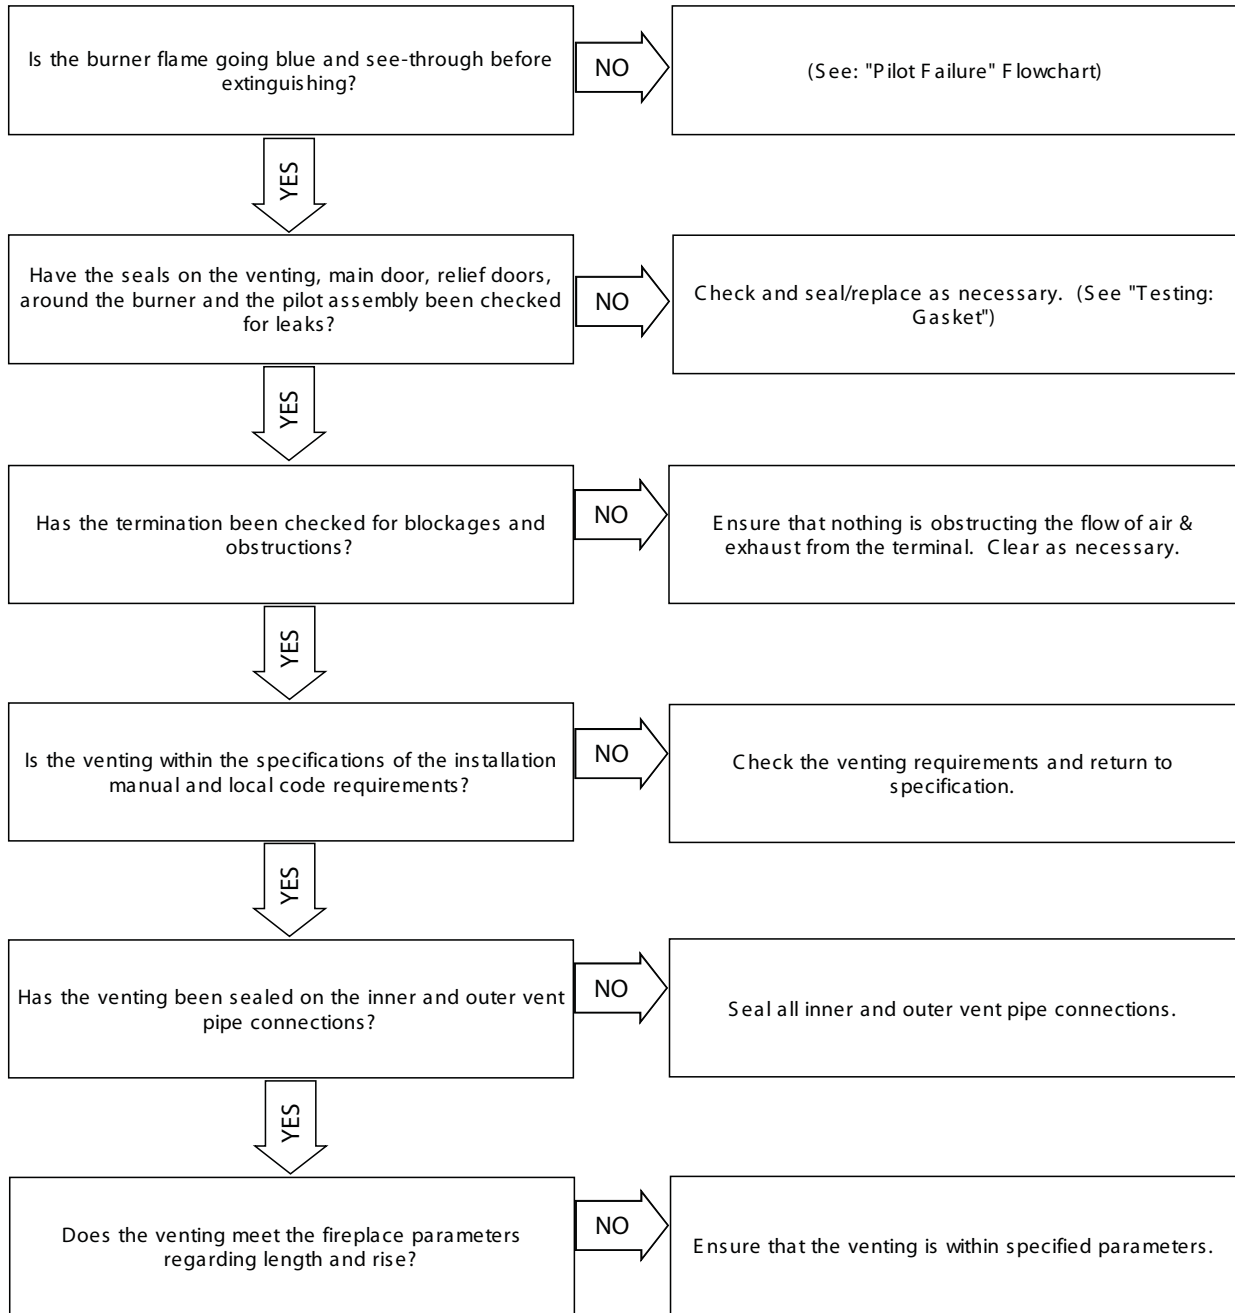 Is the burner flame going blue and see-through before
extinguishing?
NO
(See: "Pilot Failure" Flowchart)
YES
Have the seals on the venting, main door, relief doors,
around the burner and the pilot assembly been checked
for leaks?
NO
Check and seal/replace as necessary. (See "Testing:
Gasket")
YES
Has the termination been checked for blockages and
obstructions?
NO
Ensure that nothing is obstructing the flow of air &
exhaust from the terminal. Clear as necessary.
YES
Is the venting within the specifications of the installation
manual and local code requirements?
NO
Check the venting requirements and return to
specification.
YES
Has the venting been sealed on the inner and outer vent
pipe connections?
NO
Seal all inner and outer vent pipe connections.
YES
Does the venting meet the fireplace parameters
regarding length and rise?
NO
Ensure that the venting is within specified parameters.